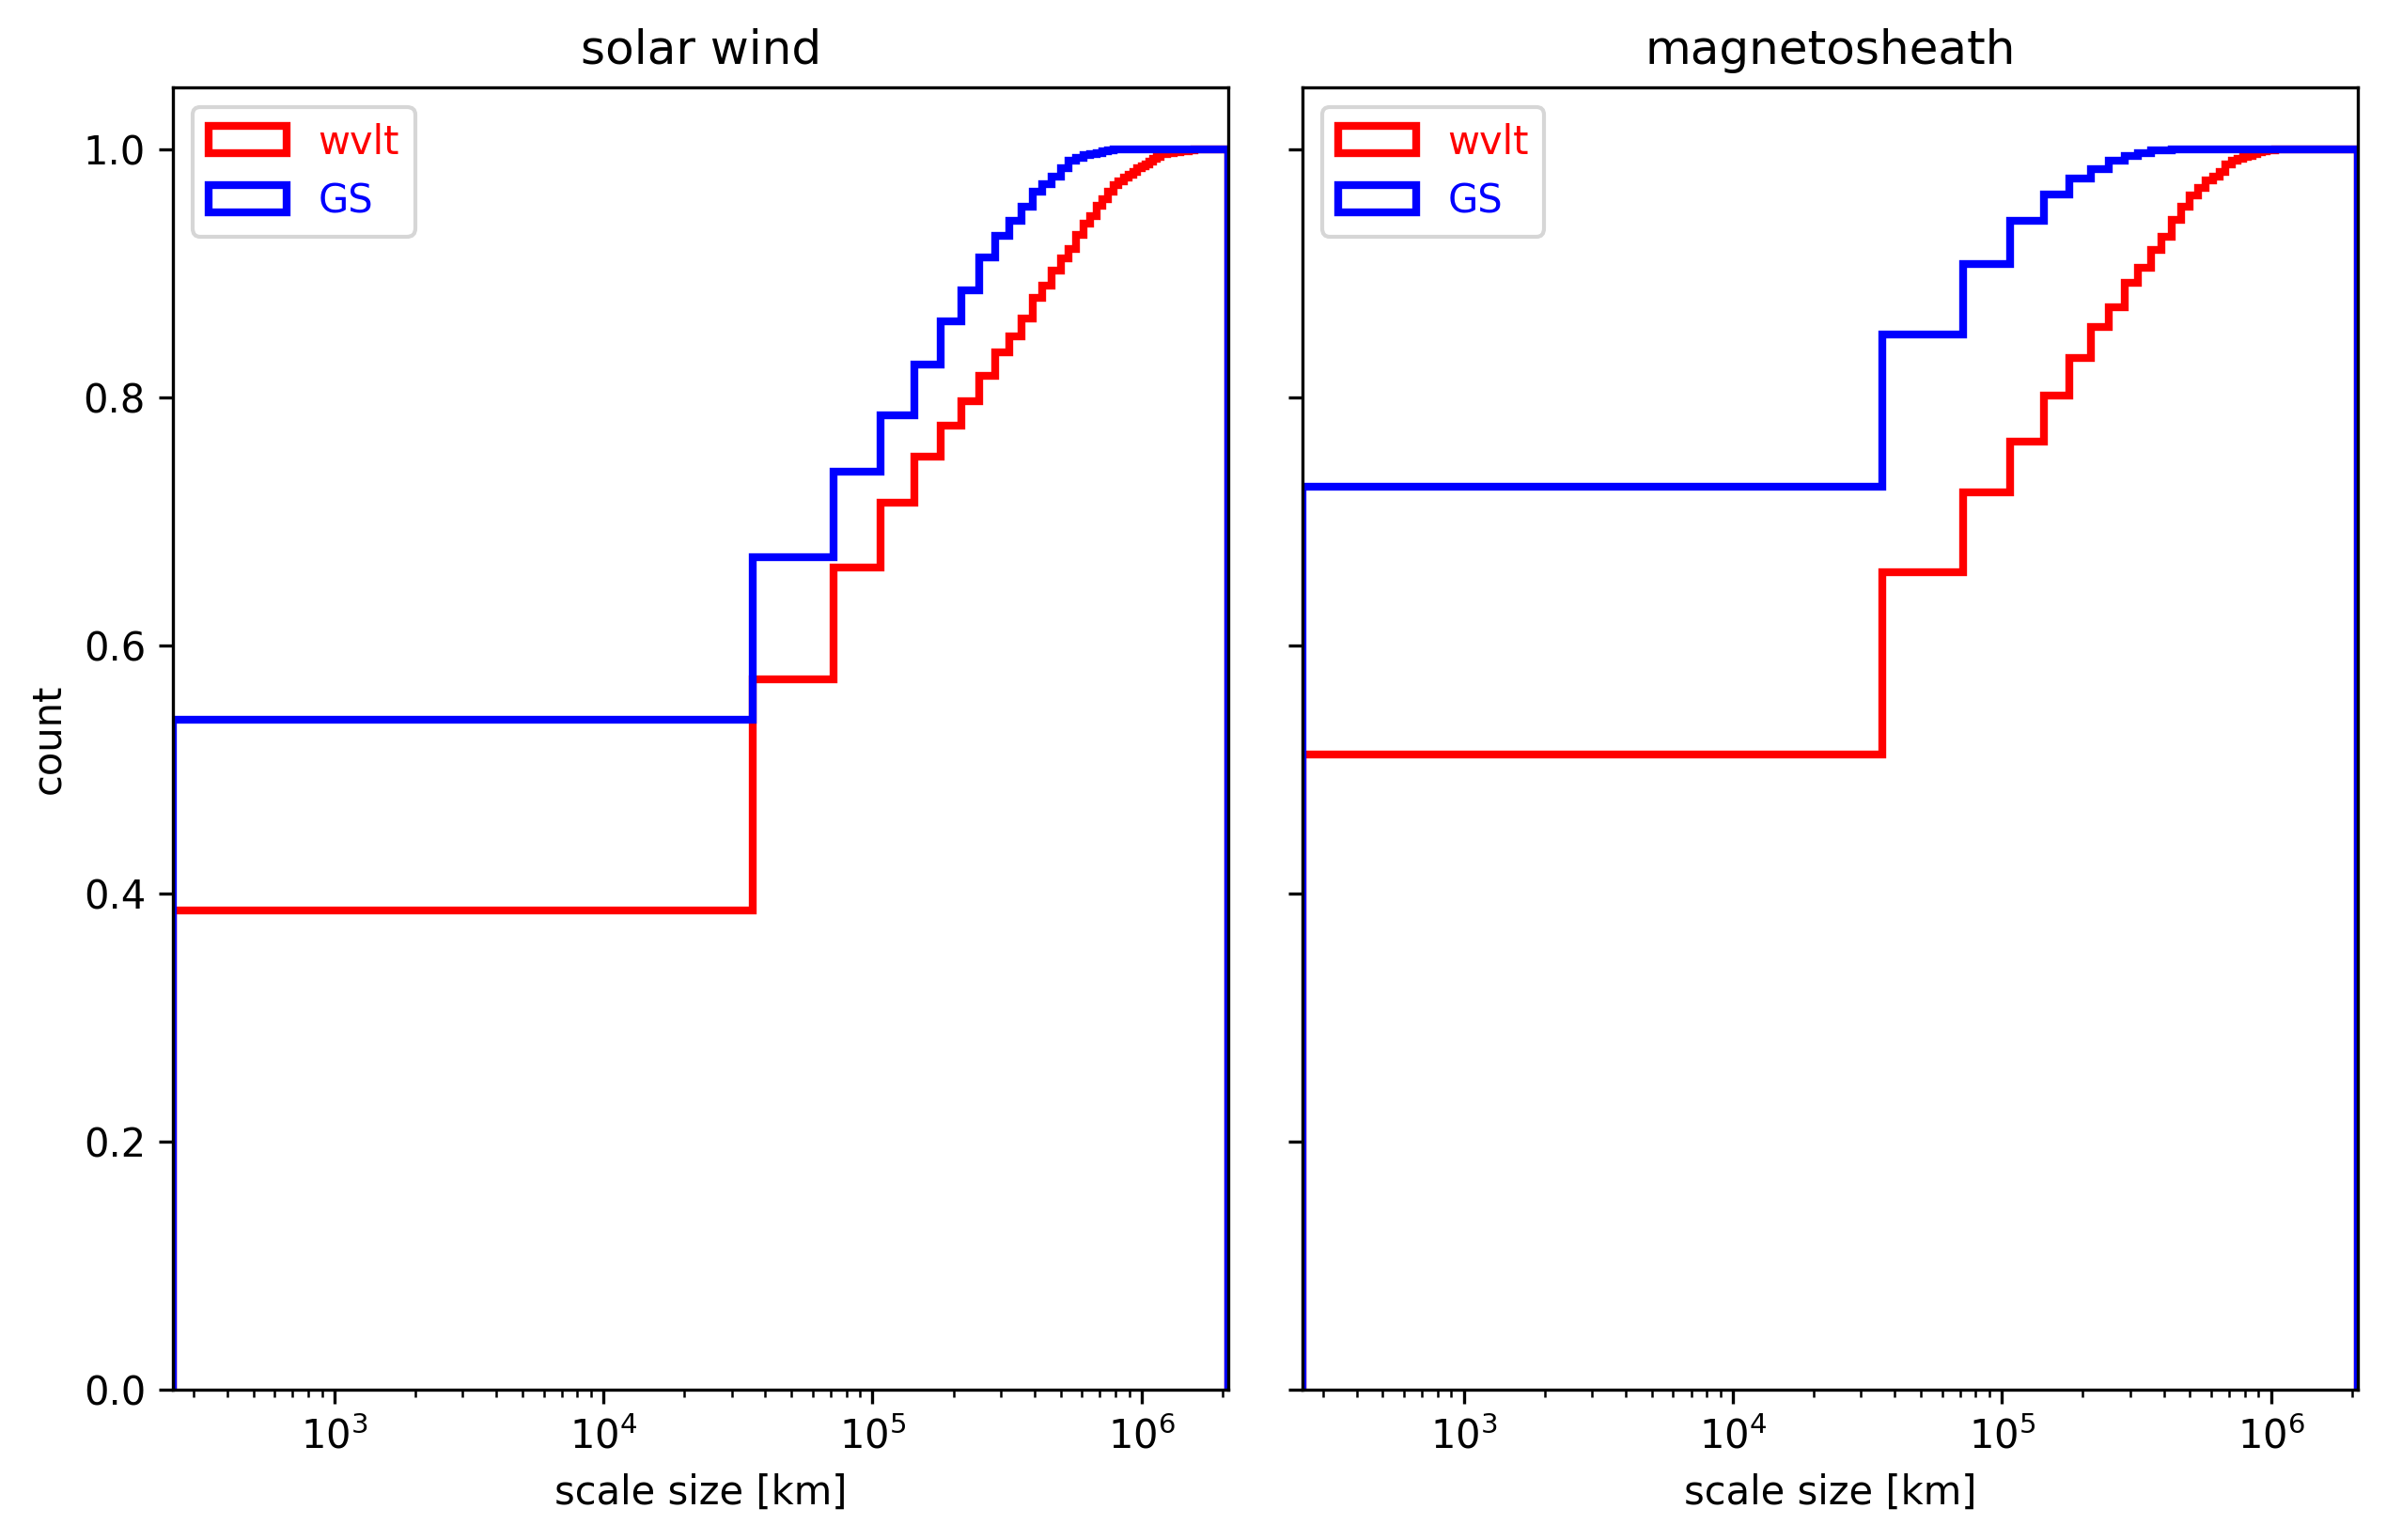 solar wind
wvlt
GS
count
1.0
0.8
0.6
0.4
0.2
0.0
10³
10⁴
10⁵
10⁶
scale size [km]
magnetosheath
wvlt
GS
10³
10⁴
10⁵
10⁶
scale size [km]